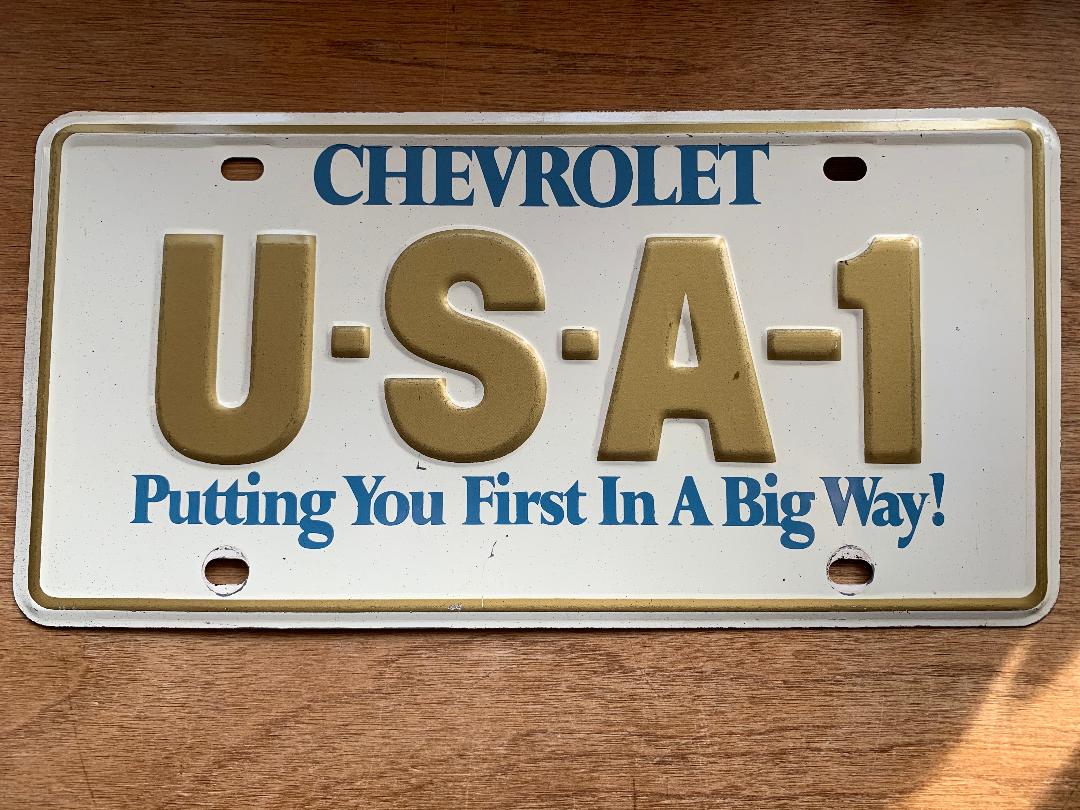 CHEVROLET
U·S·A-1
Putting You First In A Big Way!